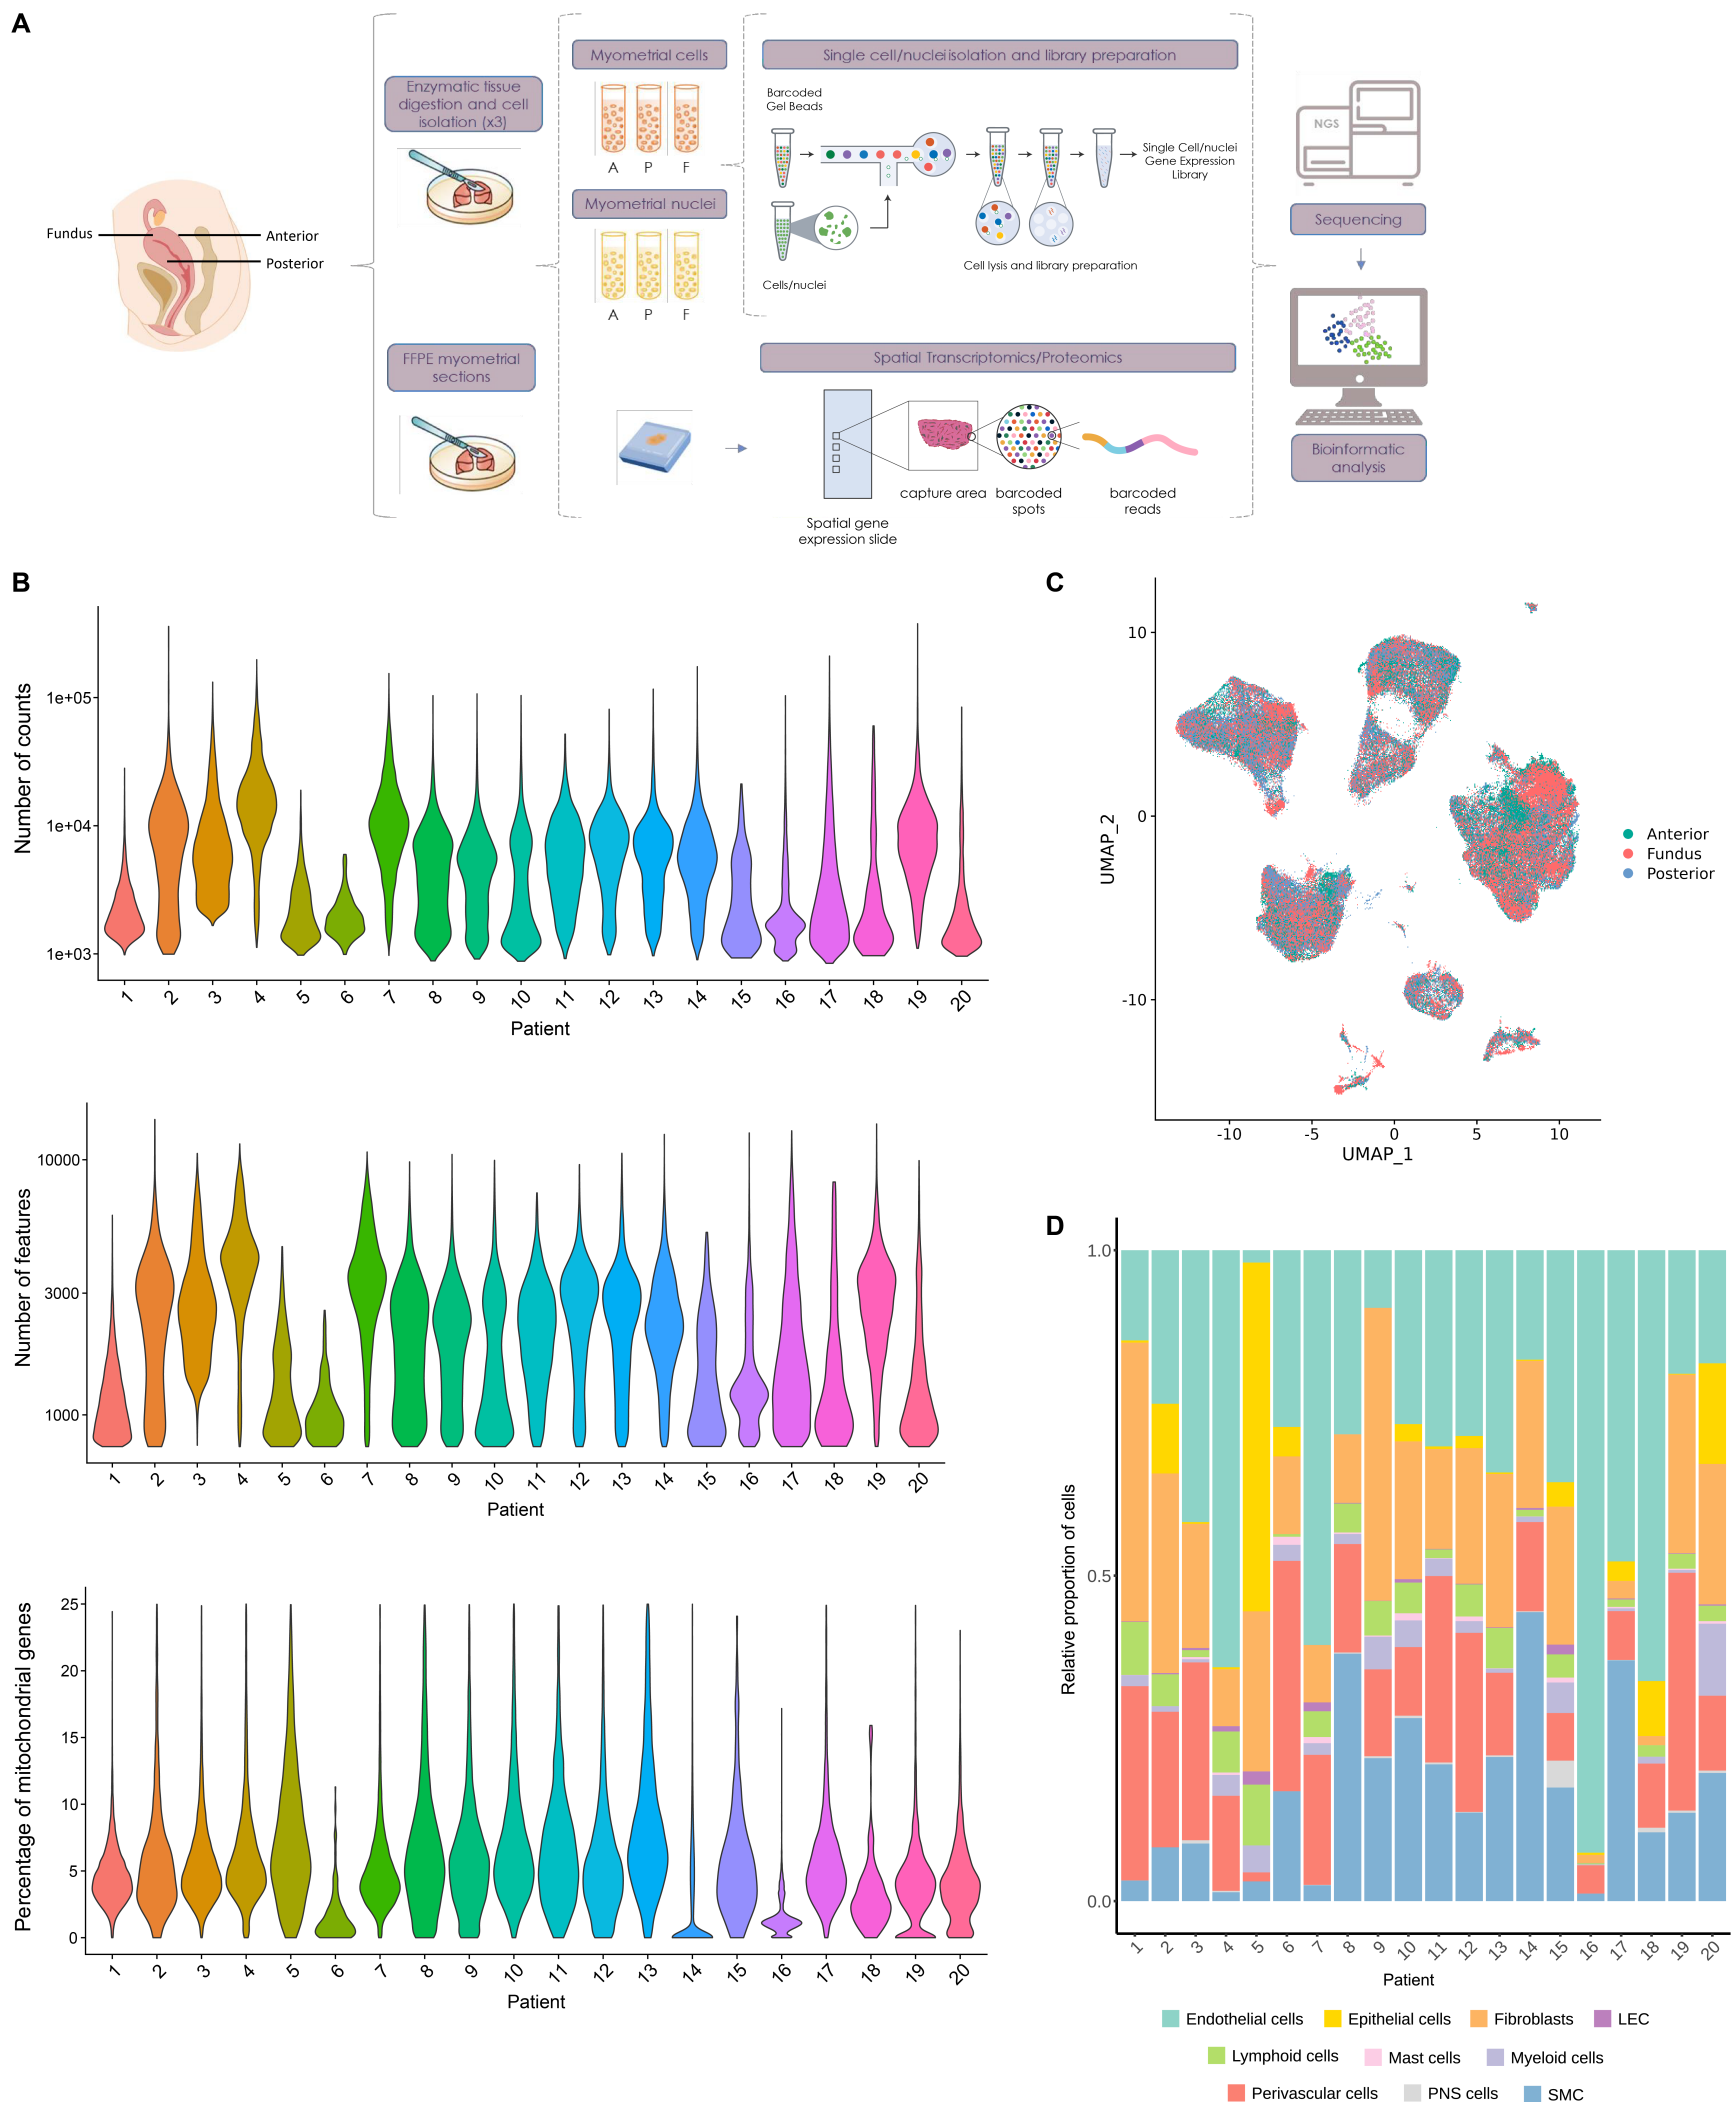 A
Enzymatic tissue
digestion and cell
isolation (x3)
Myometrial cells
A P F
Myometrial nuclei
A P F
Single cell/nucleiisolation and library preparation
Barcoded
Gel Beads
Cells/nuclei
Cell lysis and library preparation
Single Cell/nuclei
Gene Expression
Library
NGS
Sequencing
Bioinformatic
analysis
Fundus
Anterior
Posterior
FFPE myometrial
sections
Spatial Transcriptomics/Proteomics
Spatial gene
expression slide
capture area
barcoded
spots
barcoded
reads
B
Number of counts
1e+05
1e+04
1e+03
1 2 3 4 5 6 7 8 9 10 11 12 13 14 15 16 17 18 19 20
Patient
Number of features
10000
3000
1000
1 2 3 4 5 6 7 8 9 10 11 12 13 14 15 16 17 18 19 20
Patient
Percentage of mitochondrial genes
25
20
15
10
5
0
1 2 3 4 5 6 7 8 9 10 11 12 13 14 15 16 17 18 19 20
Patient
C
UMAP_2
10
0
-10
-10 -5 0 5 10
UMAP_1
Anterior
Fundus
Posterior
D
Relative proportion of cells
1.0
0.5
0.0
1 2 3 4 5 6 7 8 9 10 11 12 13 14 15 16 17 18 19 20
Patient
Endothelial cells Epithelial cells Fibroblasts LEC
Lymphoid cells Mast cells Myeloid cells
Perivascular cells PNS cells SMC